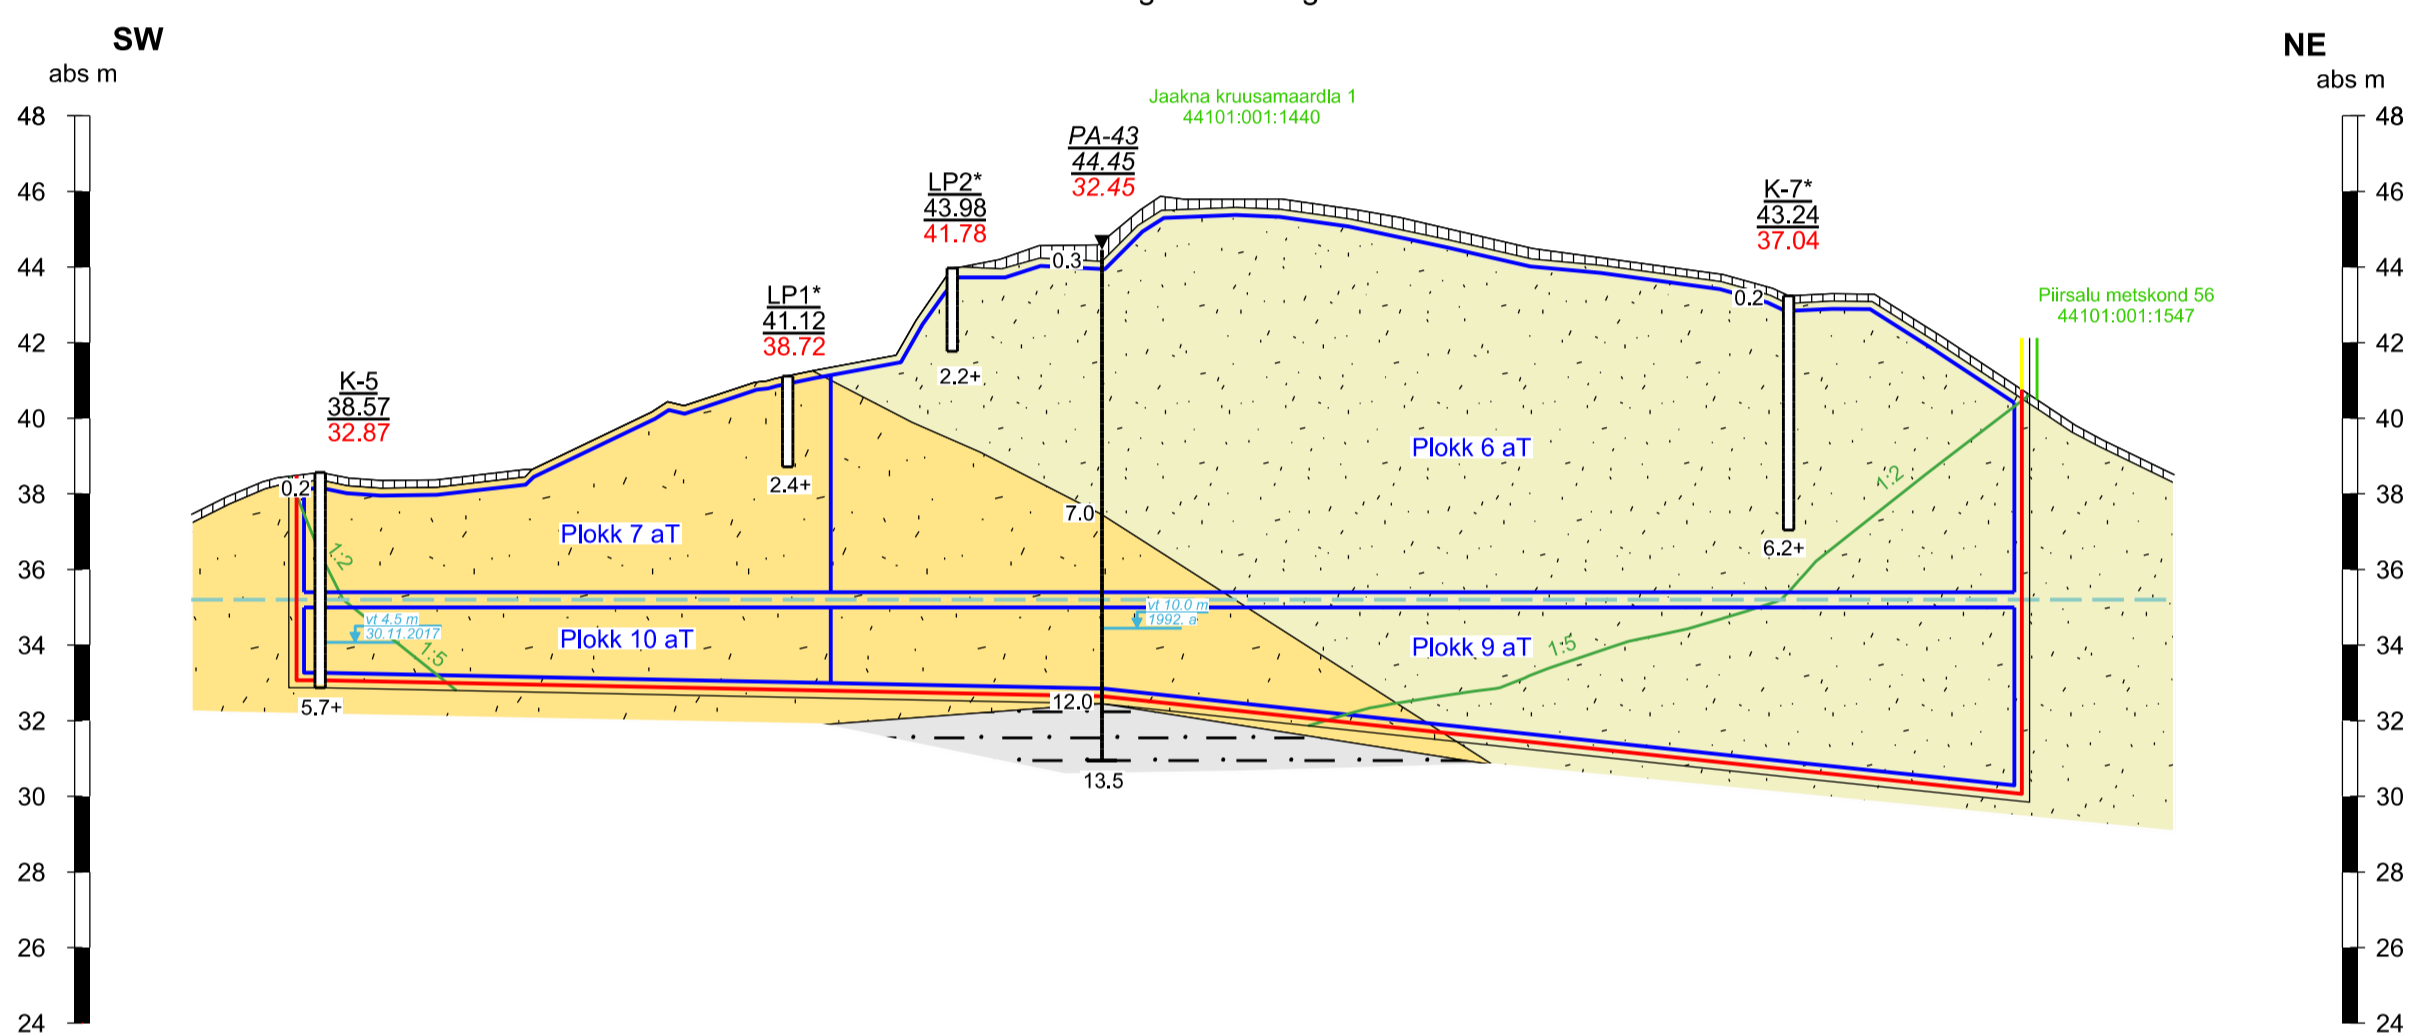 SW
NE
abs m
abs m
Jaakna kruusamaardla 1
44101:001:1440
PA-43
44.45
32.45
LP2*
43.98
41.78
K-7*
43.24
37.04
LP1*
41.12
38.72
K-5
38.57
32.87
Piirsalu metskond 56
44101:001:1547
48
46
44
42
40
38
36
34
32
30
28
26
24
48
46
44
42
40
38
36
34
32
30
28
26
24
0.3
0.2
2.2+
Plokk 6 aT
1:2
0.2
2.4+
7.0
Plokk 7 aT
1:2
6.2+
vt 4.5 m
30.11.2017
vt 10.0 m
1992. a
Plokk 10 aT
Plokk 9 aT
1:5
1:5
5.7+
12.0
13.5